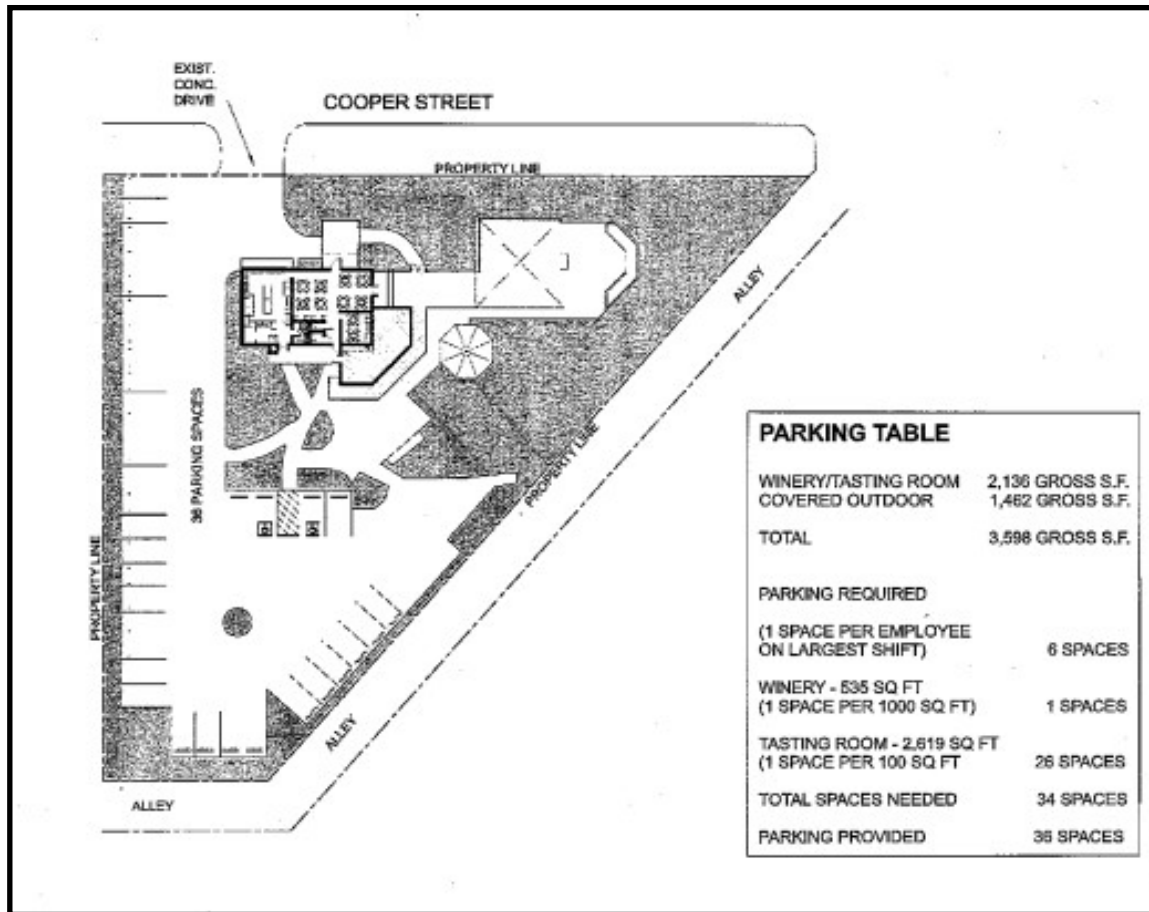 EXIST.
CONC.
DRIVE
COOPER STREET
PROPERTY LINE
ALLEY
36 PARKING SPACES
PROPERTY LINE
PROPERTY LINE
ALLEY
ALLEY
PARKING TABLE
WINERY/TASTING ROOM 2,136 GROSS S.F.
COVERED OUTDOOR 1,462 GROSS S.F.
TOTAL 3,598 GROSS S.F.
PARKING REQUIRED
(1 SPACE PER EMPLOYEE
ON LARGEST SHIFT) 6 SPACES
WINERY - 535 SQ FT
(1 SPACE PER 1000 SQ FT) 1 SPACES
TASTING ROOM - 2,619 SQ FT
(1 SPACE PER 100 SQ FT 26 SPACES
TOTAL SPACES NEEDED 34 SPACES
PARKING PROVIDED 36 SPACES